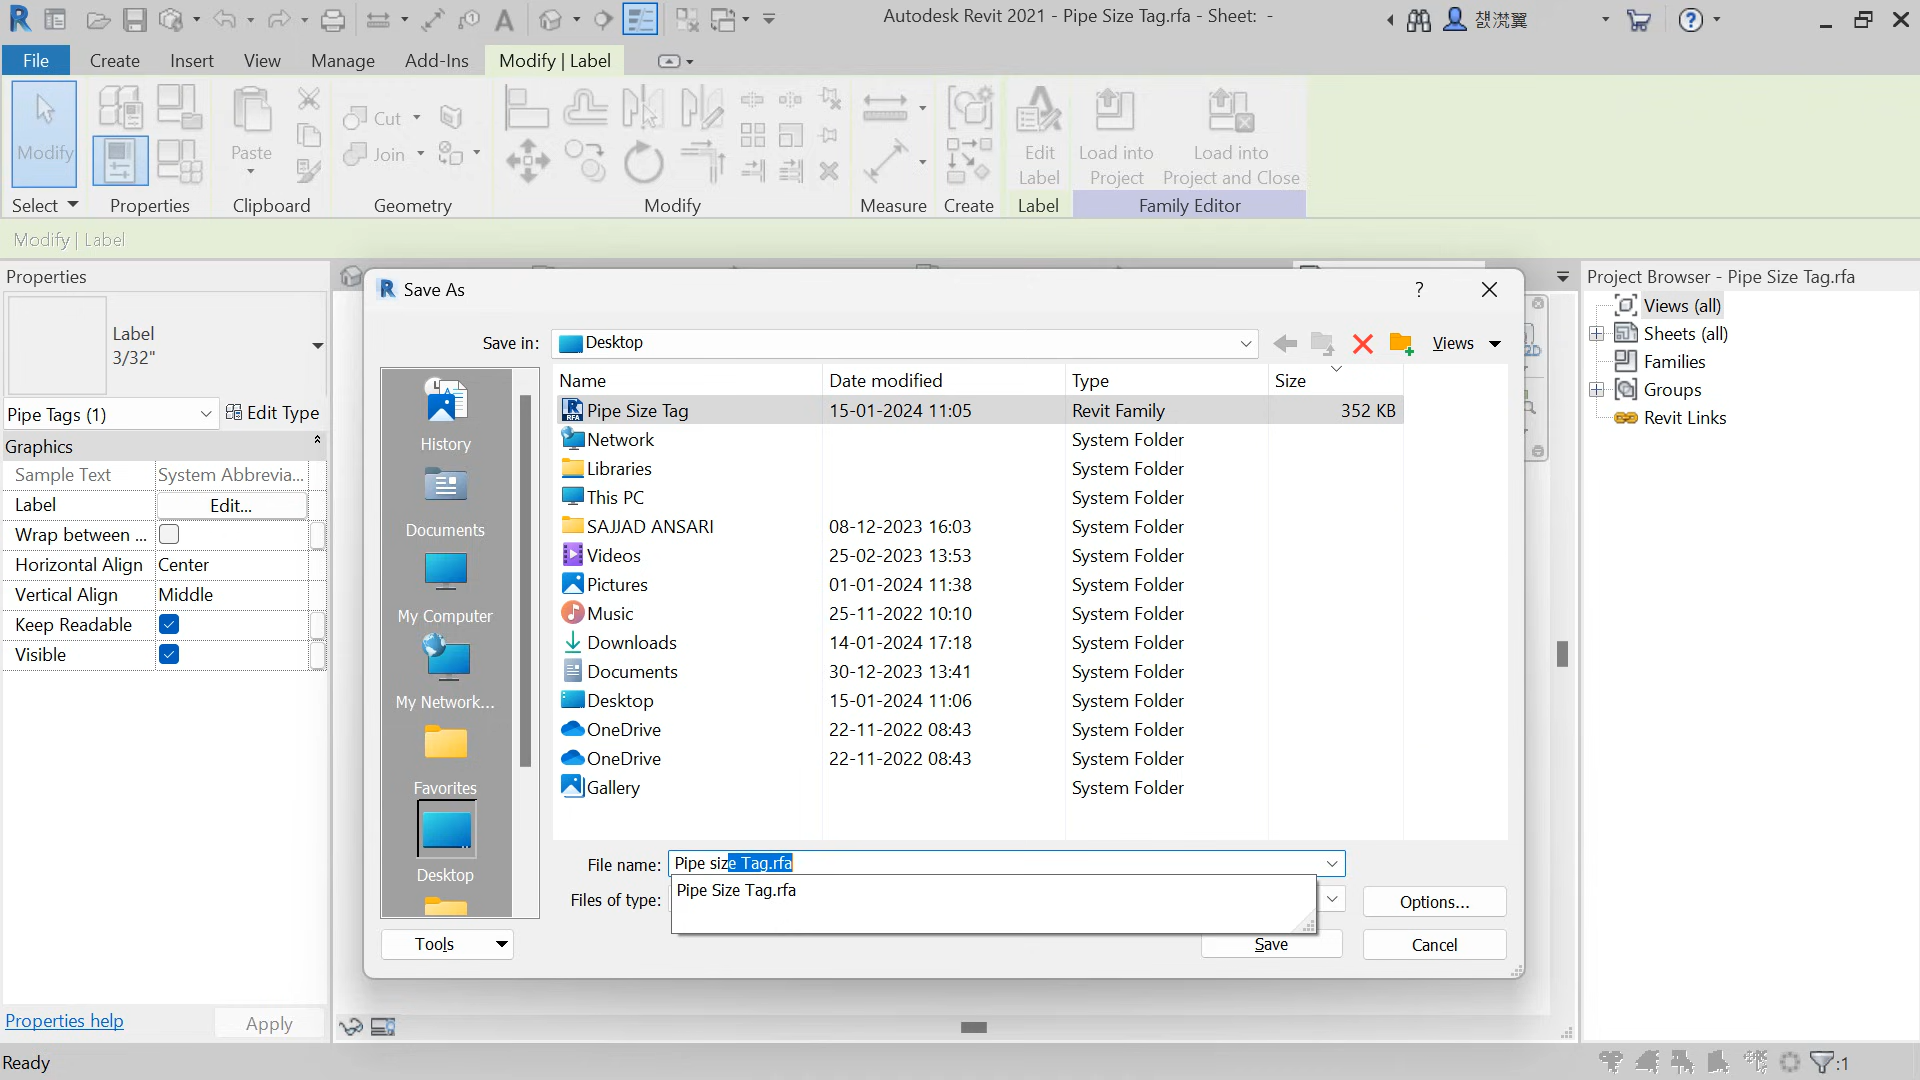 Autodesk Revit 2021 - Pipe Size Tag.rfa - Sheet:  -
File
Create
Insert
View
Manage
Add-Ins
Modify | Label
Modify
Paste
Cut
Join
Edit
Label
Load into
Project
Load into
Project and Close
Select
Properties
Clipboard
Geometry
Modify
Measure
Create
Label
Family Editor
Modify | Label
Properties
Label
3/32"
Pipe Tags (1)
Edit Type
Graphics
Sample Text
System Abbrevia...
Label
Edit...
Wrap between ...
Horizontal Align
Center
Vertical Align
Middle
Keep Readable
Visible
Properties help
Apply
Ready
Save As
?
Save in:
Desktop
Views
History
Documents
My Computer
My Network...
Favorites
Desktop
Name Date modified Type Size
Pipe Size Tag 15-01-2024 11:05 Revit Family 352 KB
Network System Folder
Libraries System Folder
This PC System Folder
SAJJAD ANSARI 08-12-2023 16:03 System Folder
Videos 25-02-2023 13:53 System Folder
Pictures 01-01-2024 11:38 System Folder
Music 25-11-2022 10:10 System Folder
Downloads 14-01-2024 17:18 System Folder
Documents 30-12-2023 13:41 System Folder
Desktop 15-01-2024 11:06 System Folder
OneDrive 22-11-2022 08:43 System Folder
OneDrive 22-11-2022 08:43 System Folder
Gallery System Folder
File name:
Pipe size Tag.rfa
Pipe Size Tag.rfa
Files of type:
Options...
Tools
Save
Cancel
Project Browser - Pipe Size Tag.rfa
Views (all)
Sheets (all)
Families
Groups
Revit Links
:1